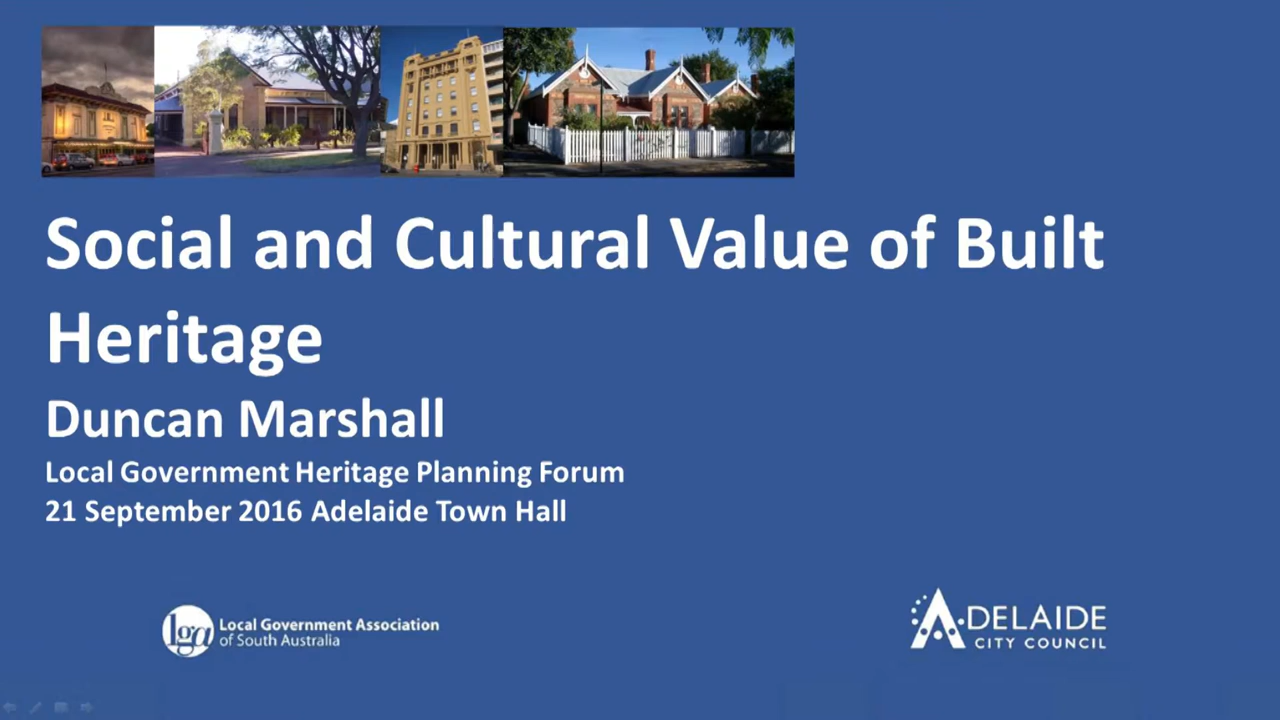 Social and Cultural Value of Built
Heritage
Duncan Marshall
Local Government Heritage Planning Forum
21 September 2016 Adelaide Town Hall
lga
Local Government Association
of South Australia
ADELAIDE
CITY COUNCIL